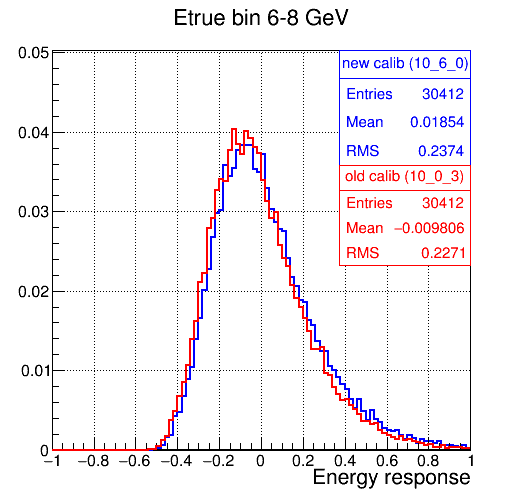 Etrue bin 6-8 GeV
0.05
0.04
0.03
0.02
0.01
0
new calib (10_6_0)
Entries 30412
Mean 0.01854
RMS 0.2374
old calib (10_0_3)
Entries 30412
Mean −0.009806
RMS 0.2271
−1 −0.8 −0.6 −0.4 −0.2 0 0.2 0.4 0.6 0.8 1
Energy response